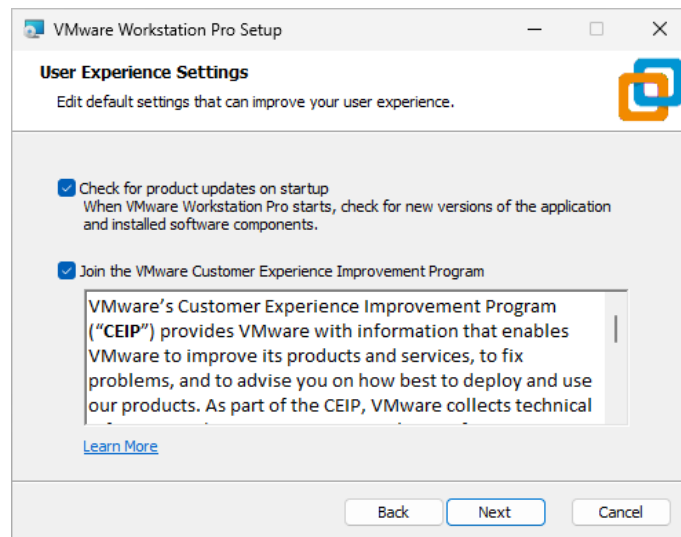 VMware Workstation Pro Setup
User Experience Settings
Edit default settings that can improve your user experience.
Check for product updates on startup
When VMware Workstation Pro starts, check for new versions of the application
and installed software components.
Join the VMware Customer Experience Improvement Program
VMware’s Customer Experience Improvement Program
(“CEIP”) provides VMware with information that enables
VMware to improve its products and services, to fix
problems, and to advise you on how best to deploy and use
our products. As part of the CEIP, VMware collects technical
Learn More
Back Next Cancel